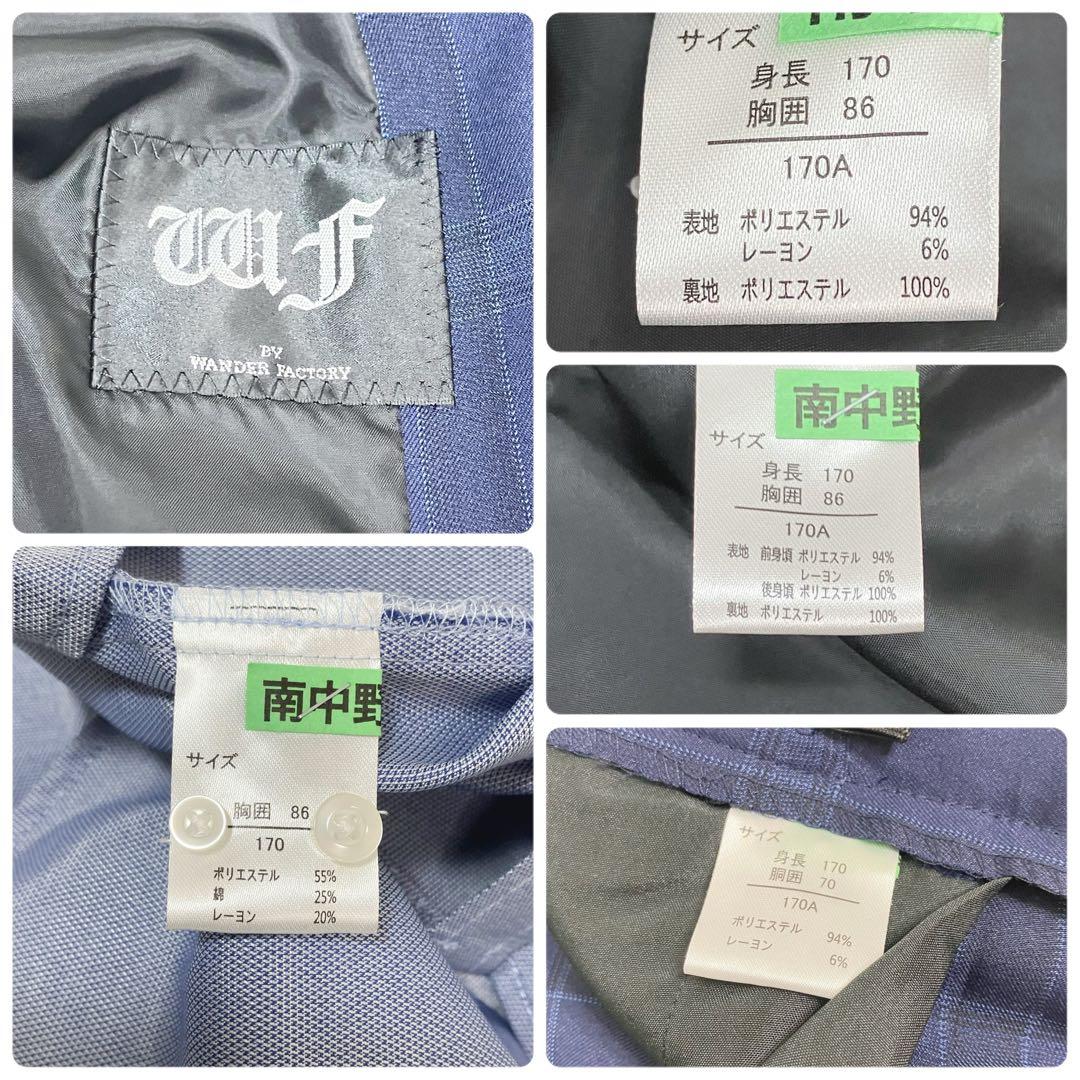 WF
BY
WANDER FACTORY
サイズ
身長 170
胸囲 86
170A
表地 ポリエステル 94%
レーヨン 6%
裏地 ポリエステル 100%
南中野
サイズ
身長 170
胸囲 86
170A
表地 前身頃 ポリエステル 94%
レーヨン 6%
後身頃 ポリエステル 100%
裏地 ポリエステル 100%
南中野
サイズ
胸囲 86
170
ポリエステル 55%
綿 25%
レーヨン 20%
サイズ
身長 170
胴囲 70
170A
ポリエステル 94%
レーヨン 6%